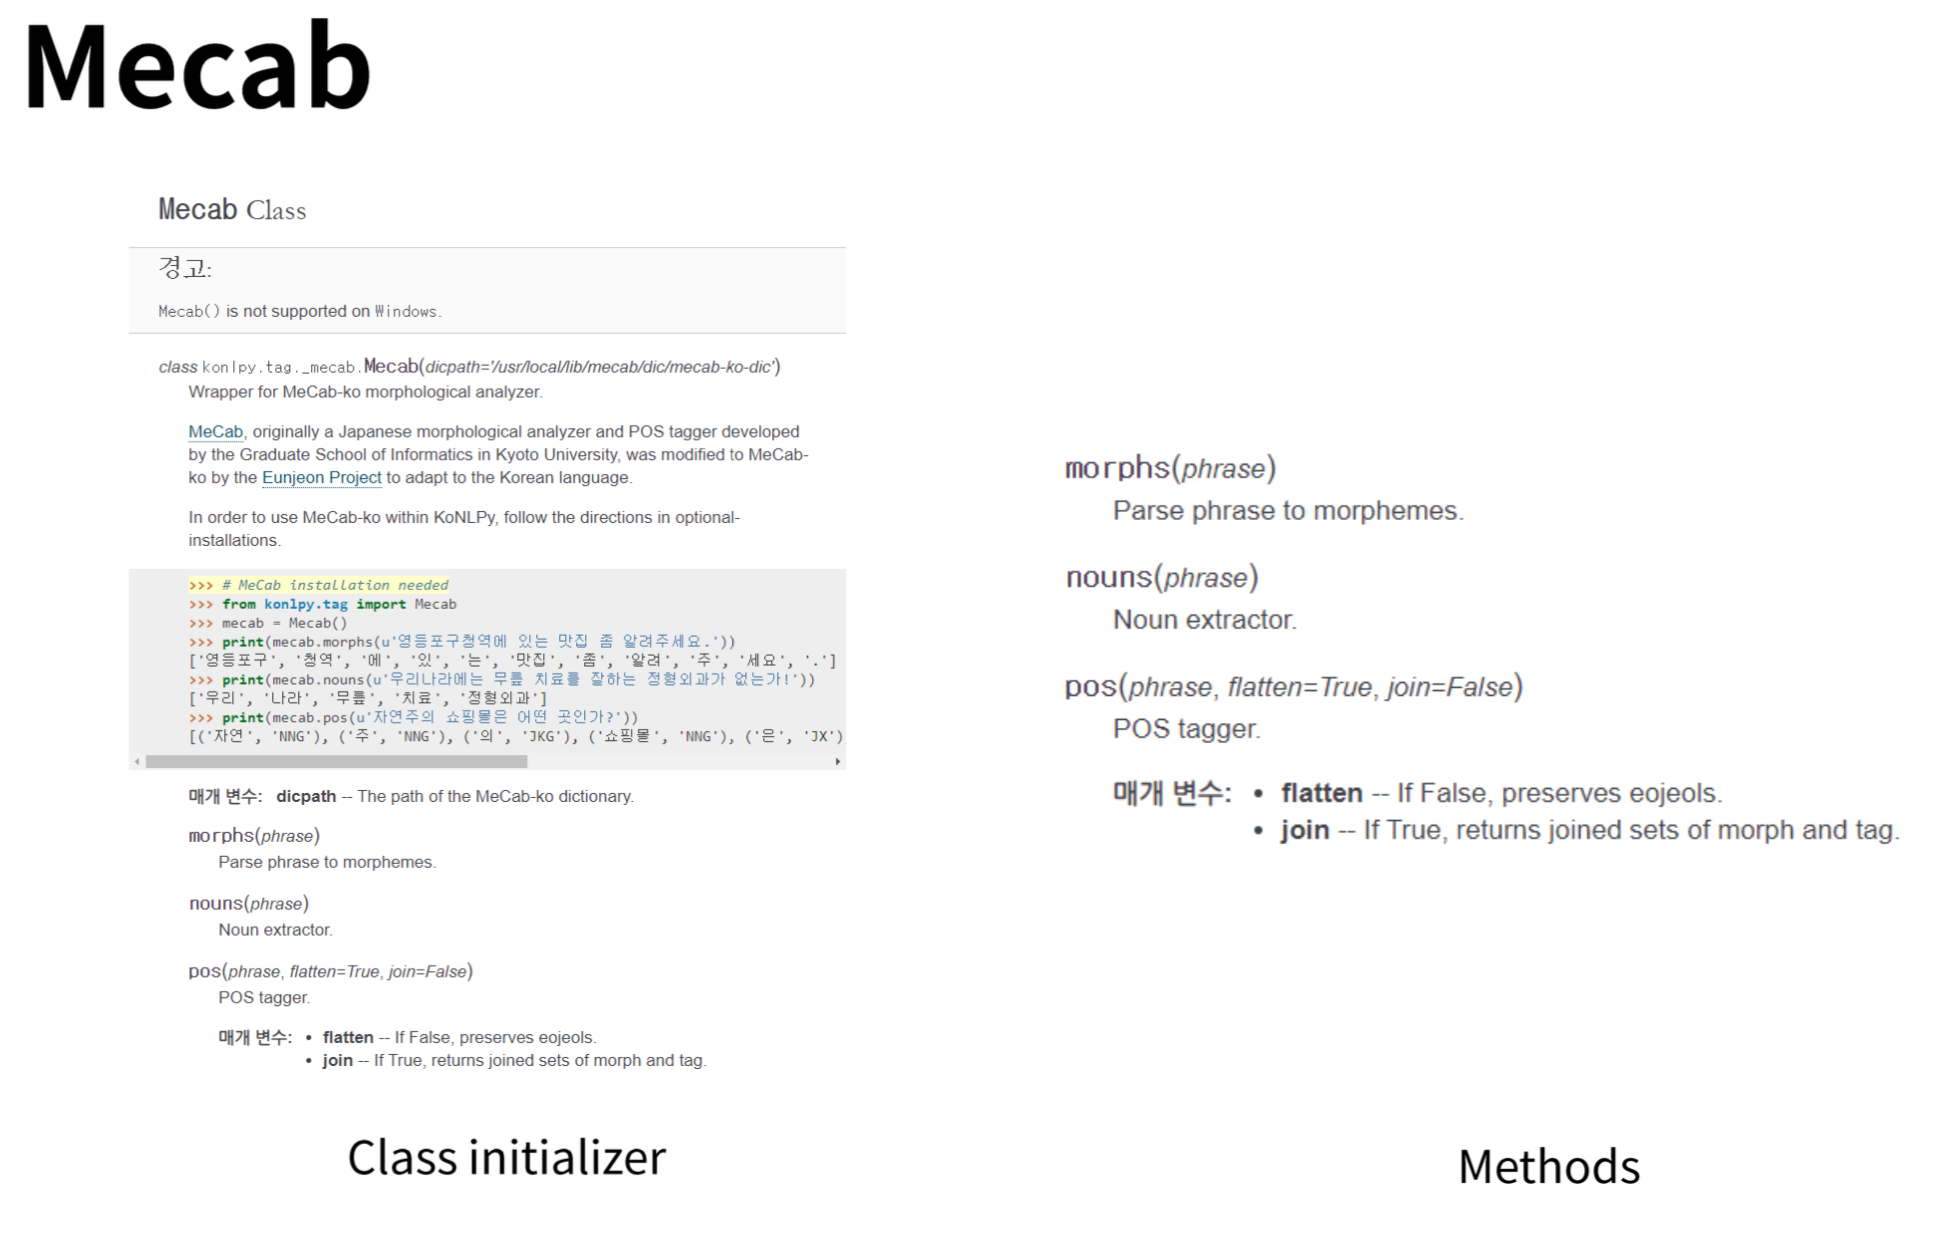 Mecab
Mecab Class
경고:
Mecab() is not supported on Windows.
class konlpy.tag._mecab.Mecab(dicpath='/usr/local/lib/mecab/dic/mecab-ko-dic')
Wrapper for MeCab-ko morphological analyzer.
MeCab, originally a Japanese morphological analyzer and POS tagger developed
by the Graduate School of Informatics in Kyoto University, was modified to MeCab-
ko by the Eunjeon Project to adapt to the Korean language.
In order to use MeCab-ko within KoNLPy, follow the directions in optional-
installations.
>>> # MeCab installation needed
>>> from konlpy.tag import Mecab
>>> mecab = Mecab()
>>> print(mecab.morphs(u'영등포구청역에 있는 맛집 좀 알려주세요.'))
['영등포구', '청역', '에', '있', '는', '맛집', '좀', '알려', '주', '세요', '.']
>>> print(mecab.nouns(u'우리나라에는 무릎 치료를 잘하는 정형외과가 없는가!'))
['우리', '나라', '무릎', '치료', '정형외과']
>>> print(mecab.pos(u'자연주의 쇼핑몰은 어떤 곳인가?'))
[('자연', 'NNG'), ('주', 'NNG'), ('의', 'JKG'), ('쇼핑몰', 'NNG'), ('은', 'JX')
매개 변수: dicpath -- The path of the MeCab-ko dictionary.
morphs(phrase)
Parse phrase to morphemes.
nouns(phrase)
Noun extractor.
pos(phrase, flatten=True, join=False)
POS tagger.
매개 변수: • flatten -- If False, preserves eojeols.
• join -- If True, returns joined sets of morph and tag.
Class initializer
morphs(phrase)
Parse phrase to morphemes.
nouns(phrase)
Noun extractor.
pos(phrase, flatten=True, join=False)
POS tagger.
매개 변수: • flatten -- If False, preserves eojeols.
• join -- If True, returns joined sets of morph and tag.
Methods